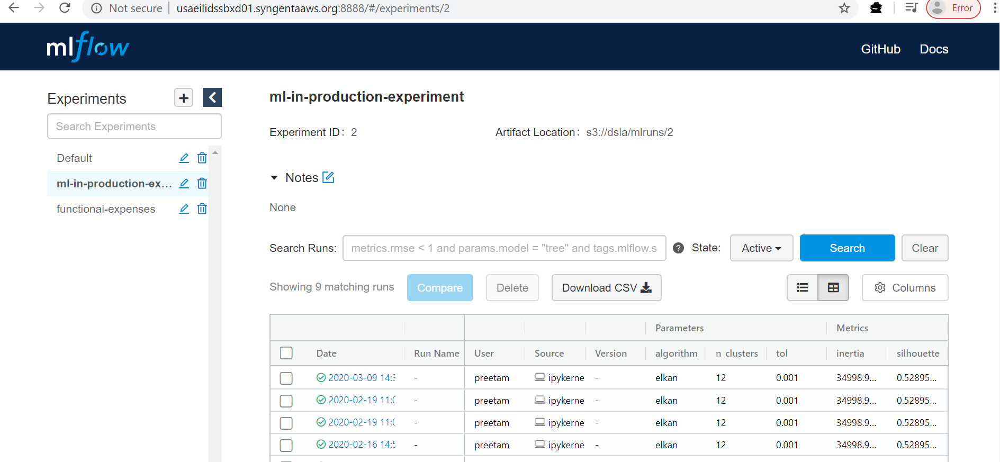 Not secure | usaeilidssbxd01.syngentaaws.org:8888/#/experiments/2 Error
mlflow GitHub Docs
Experiments +
Search Experiments
Default
ml-in-production-ex...
functional-expenses
ml-in-production-experiment
Experiment ID: 2 Artifact Location: s3://dsla/mlruns/2
Notes
None
Search Runs: metrics.rmse < 1 and params.model = "tree" and tags.mlflow.s ? State: Active Search Clear
Showing 9 matching runs Compare Delete Download CSV Columns
Parameters Metrics
Date Run Name User Source Version algorithm n_clusters tol inertia silhouette
2020-03-09 14:3 - preetam ipykerne - elkan 12 0.001 34998.9... 0.52895...
2020-02-19 11:0 - preetam ipykerne - elkan 12 0.001 34998.9... 0.52895...
2020-02-19 11:0 - preetam ipykerne - elkan 12 0.001 34998.9... 0.52895...
2020-02-16 14:5 - preetam ipykerne - elkan 12 0.001 34998.9... 0.52895...